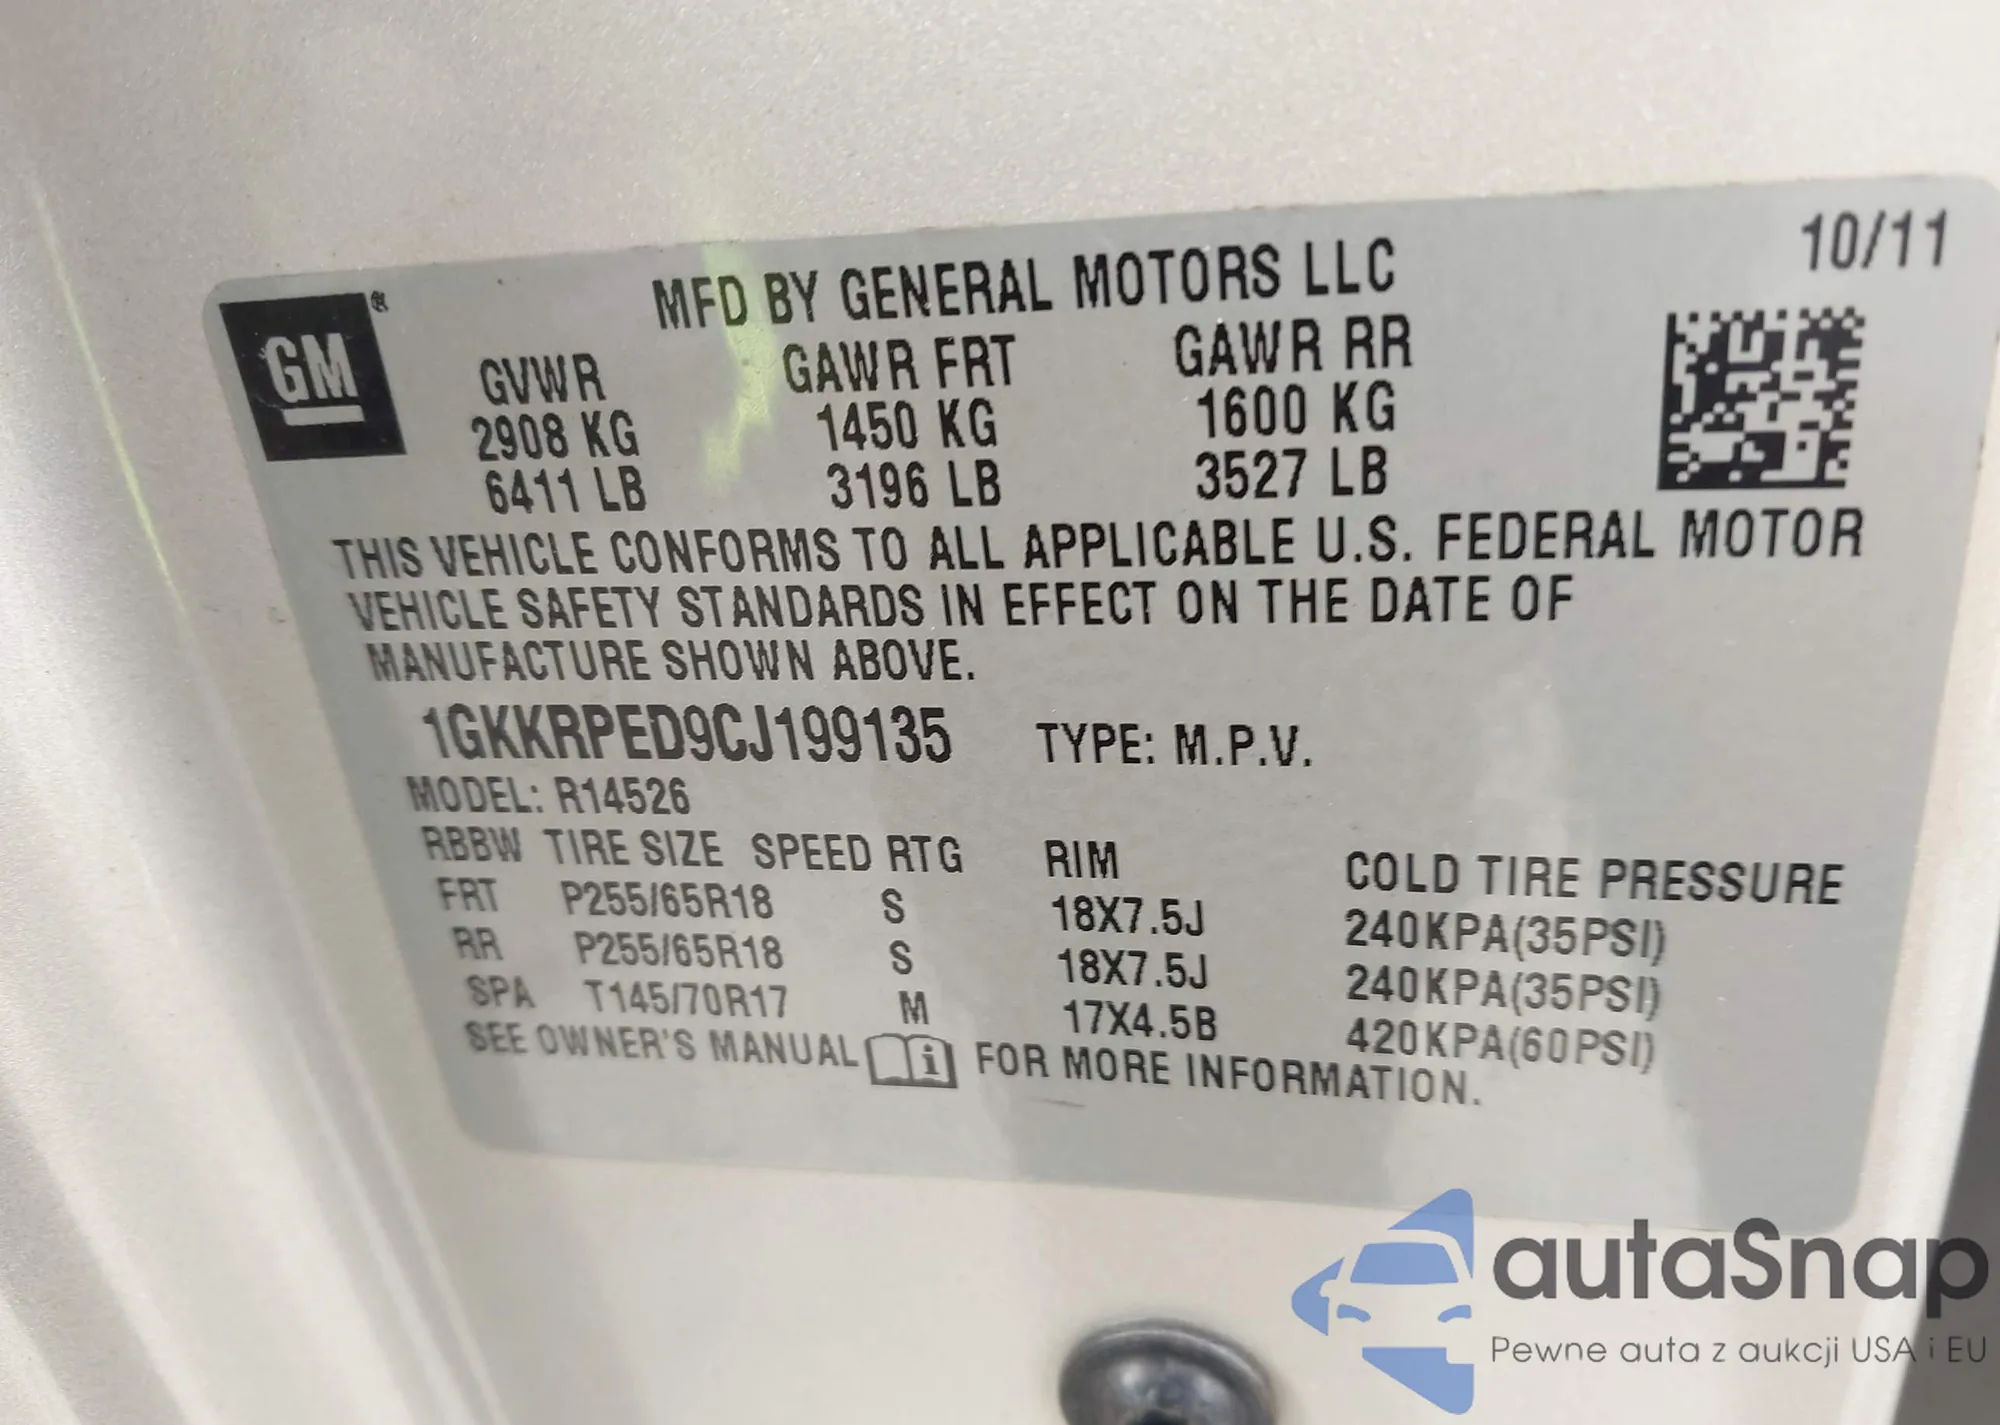 10/11
GM®
MFD BY GENERAL MOTORS LLC
GVWR GAWR FRT GAWR RR
2908 KG 1450 KG 1600 KG
6411 LB 3196 LB 3527 LB
THIS VEHICLE CONFORMS TO ALL APPLICABLE U.S. FEDERAL MOTOR
VEHICLE SAFETY STANDARDS IN EFFECT ON THE DATE OF
MANUFACTURE SHOWN ABOVE.
1GKKRPED9CJ199135 TYPE: M.P.V.
MODEL: R14526
RBBW TIRE SIZE SPEED RTG RIM COLD TIRE PRESSURE
FRT P255/65R18 S 18X7.5J 240KPA(35PSI)
RR P255/65R18 S 18X7.5J 240KPA(35PSI)
SPA T145/70R17 M 17X4.5B 420KPA(60PSI)
SEE OWNER'S MANUAL i FOR MORE INFORMATION.
autaSnap
Pewne auta z aukcji USA i EU